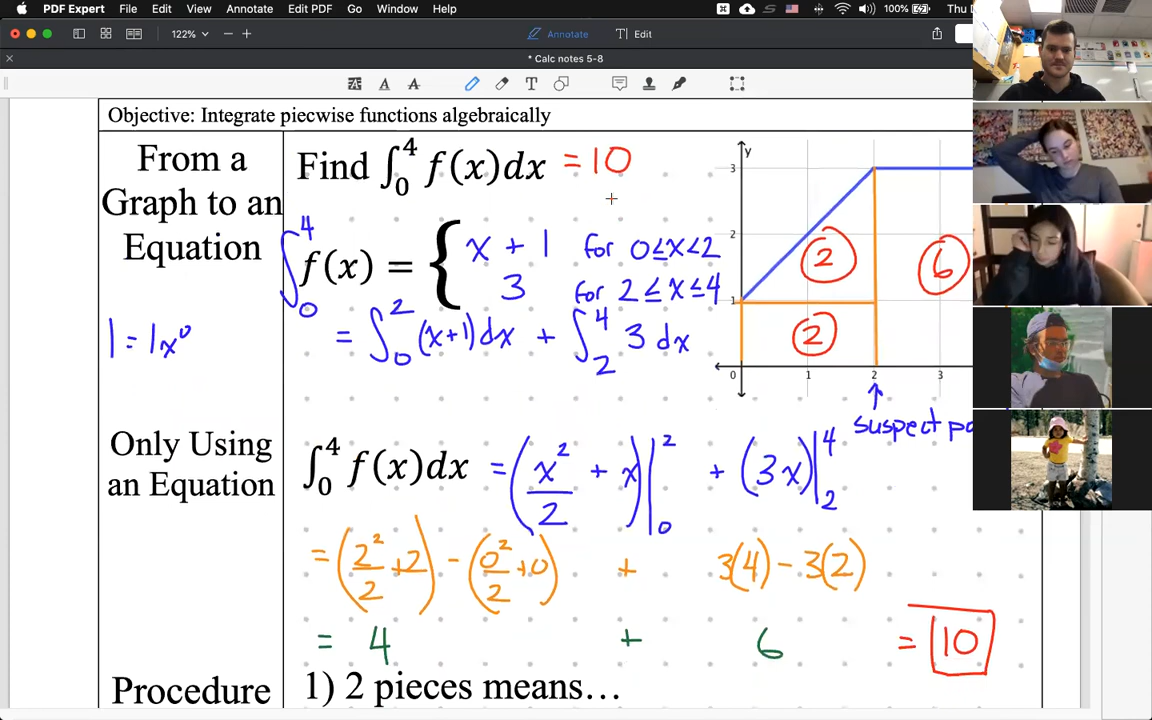 PDF Expert File Edit View Annotate Edit PDF Go Window Help 100% Thu D
122% − + Annotate T Edit
* Calc notes 5-8
A A T
Objective: Integrate piecwise functions algebraically
From a
Graph to an
Equation
1 = 1x⁰
Find ∫₀⁴ f(x)dx = 10
∫₀⁴ f(x) = { x + 1 for 0≤x<2
3 for 2≤x≤4
= ∫₀² (x+1)dx + ∫₂⁴ 3 dx
y
3
2
1
0 1 2 3
2
6
2
↑
suspect po
Only Using
an Equation
∫₀⁴ f(x)dx = (x²/2 + x)|₀² + (3x)|₂⁴
= (2²/2 + 2) − (0²/2 + 0) + 3(4) − 3(2)
= 4 + 6 = 10
Procedure
1) 2 pieces means…